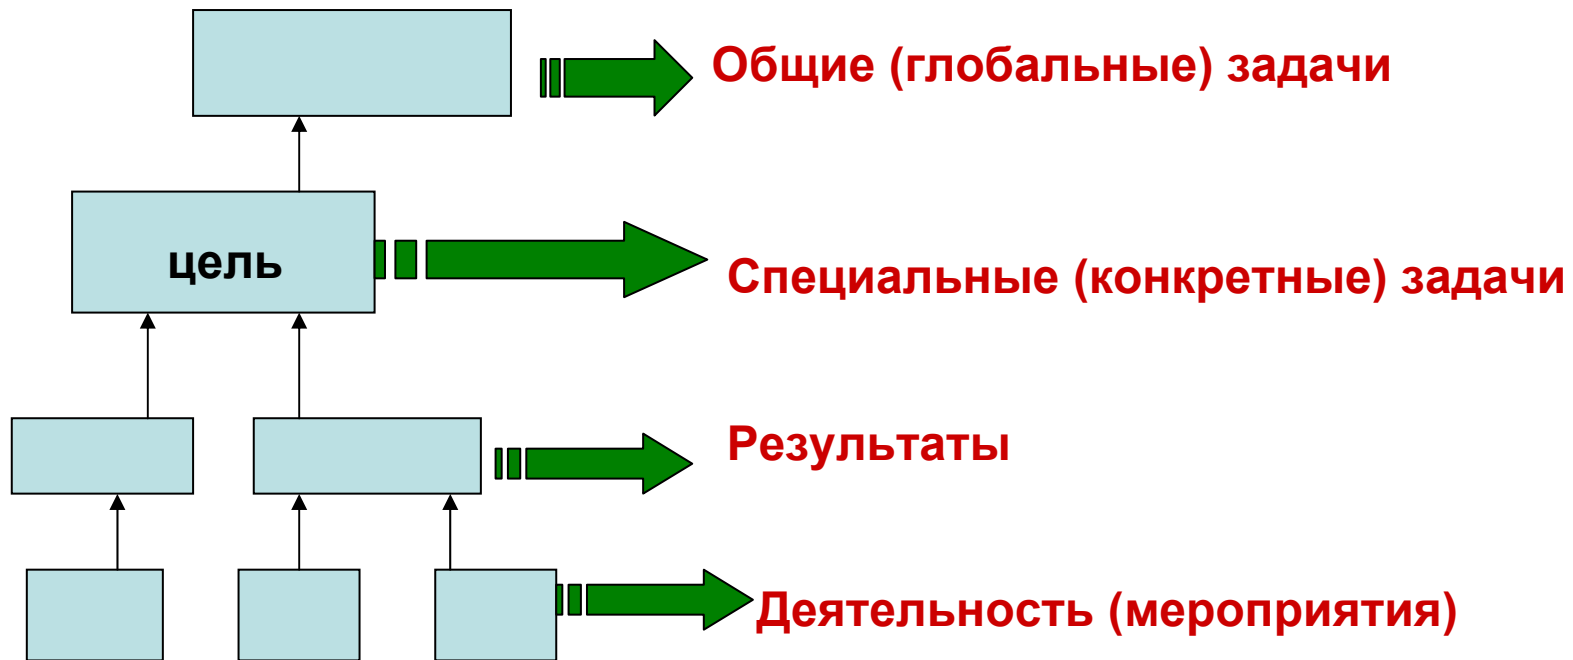 Общие (глобальные) задачи
цель
Специальные (конкретные) задачи
Результаты
Деятельность (мероприятия)